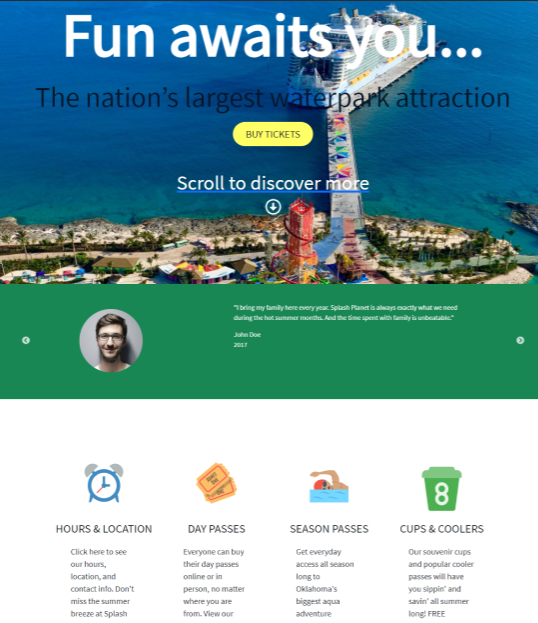 Fun awaits you...
The nation's largest waterpark attraction
BUY TICKETS
Scroll to discover more
"I bring my family here every year. Splash Planet is always exactly what we need
during the hot summer months. And the time spent with family is unbeatable."
John Doe
2017
8
HOURS & LOCATION
Click here to see
our hours,
location, and
contact info. Don't
miss the summer
breeze at Splash
DAY PASSES
Everyone can buy
their day passes
online or in
person, no matter
where you are
from. View our
SEASON PASSES
Get everyday
access all season
long to
Oklahoma's
biggest aqua
adventure
CUPS & COOLERS
Our souvenir cups
and popular cooler
passes will have
you sippin' and
savin' all summer
long! FREE